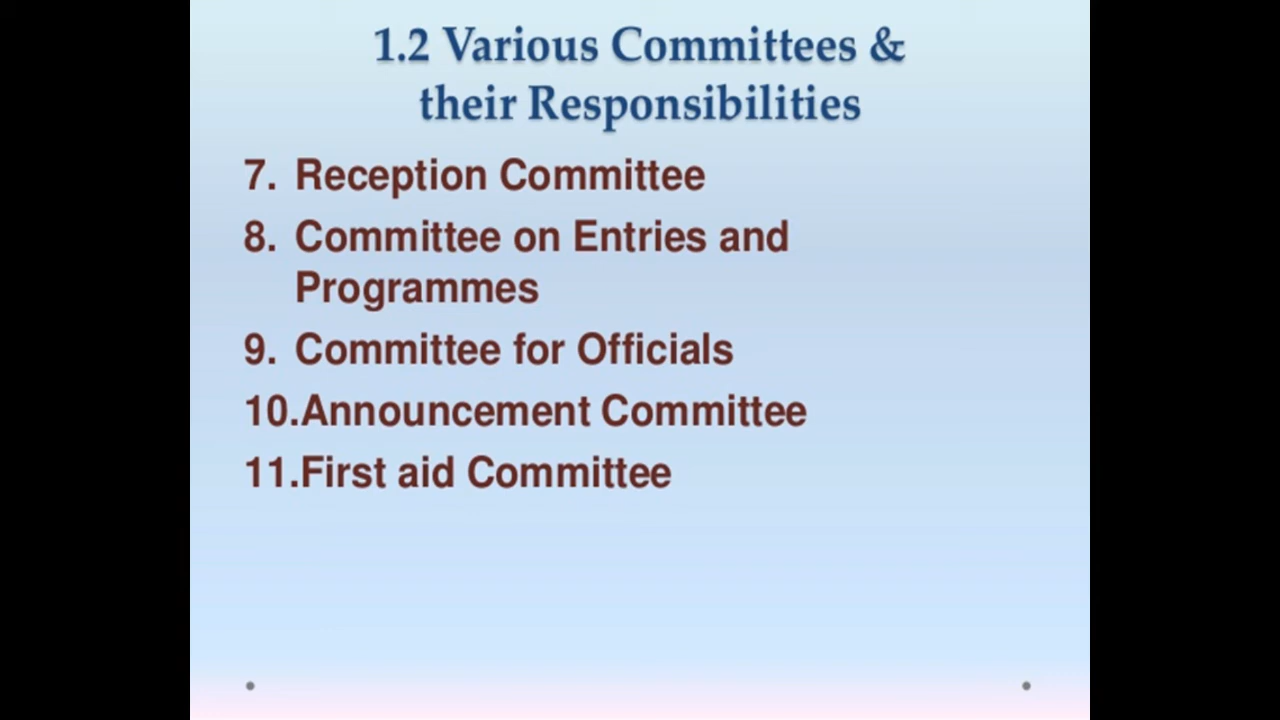 1.2 Various Committees &
their Responsibilities
7. Reception Committee
8. Committee on Entries and
Programmes
9. Committee for Officials
10.Announcement Committee
11.First aid Committee